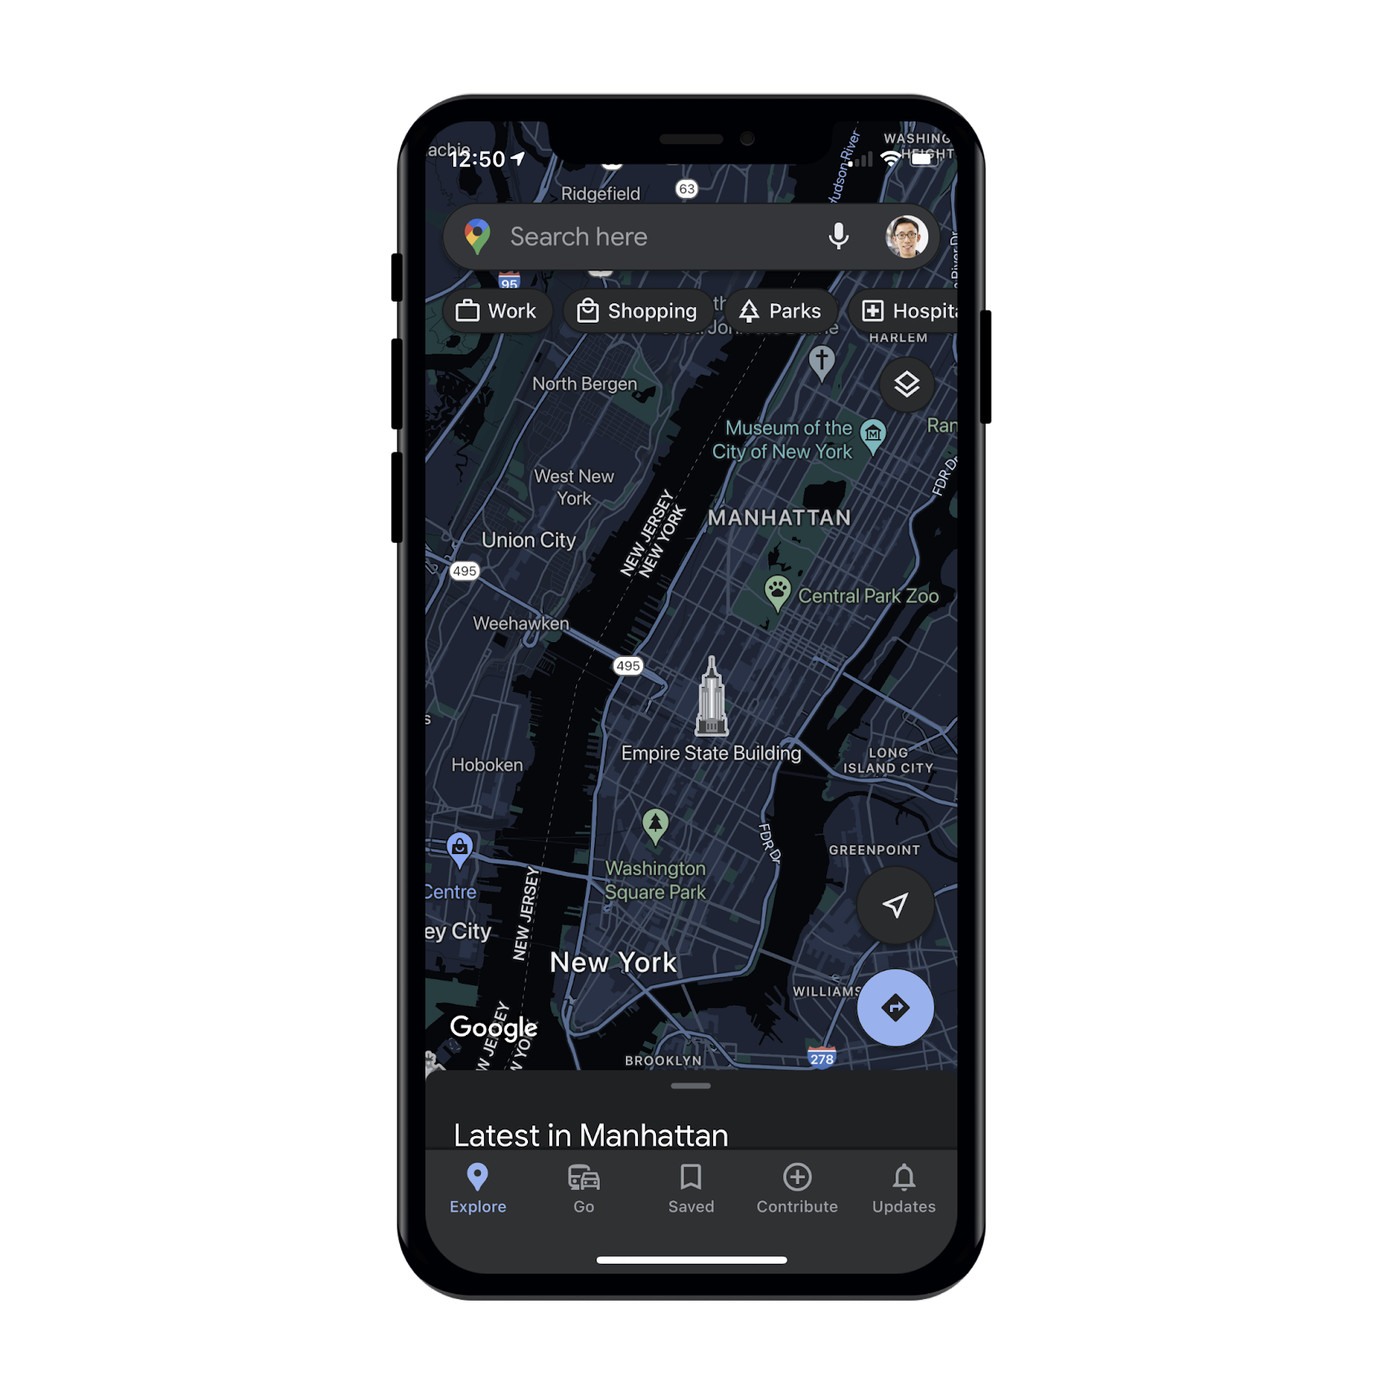 12:50
WASHING
HEIGHT
Ridgefield
63
Hudson River
Search here
95
Work
Shopping
Parks
Hospita
HARLEM
North Bergen
Museum of the
City of New York
Ran
FDR Dr
West New
York
MANHATTAN
NEW JERSEY
NEW YORK
Union City
495
Central Park Zoo
Weehawken
495
Empire State Building
LONG
ISLAND CITY
Hoboken
FDR Dr
GREENPOINT
Washington
Square Park
Centre
NEW JERSEY
ey City
New York
WILLIAMS
Google
BROOKLYN
278
Latest in Manhattan
Explore
Go
Saved
Contribute
Updates